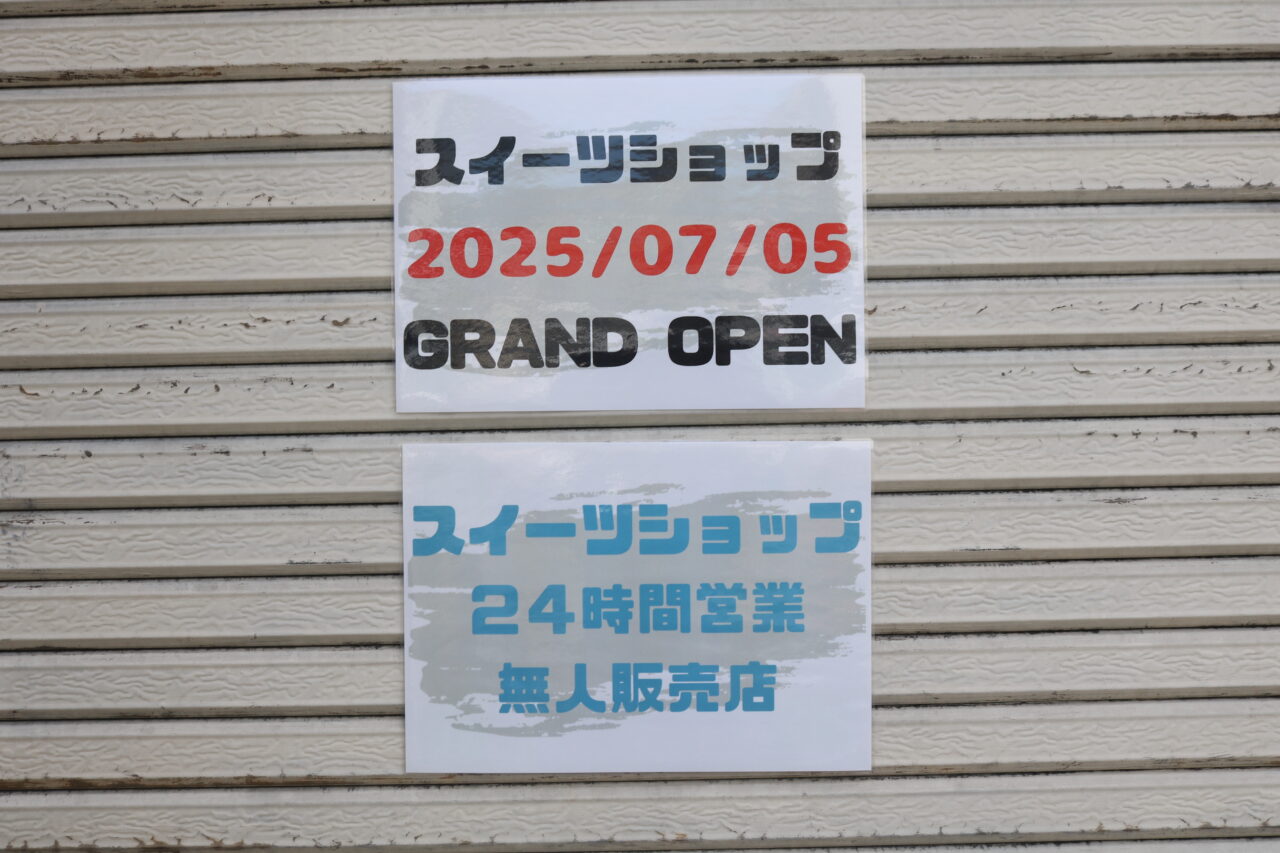 スイーツショップ
2025/07/05
GRAND OPEN
スイーツショップ
24時間営業
無人販売店